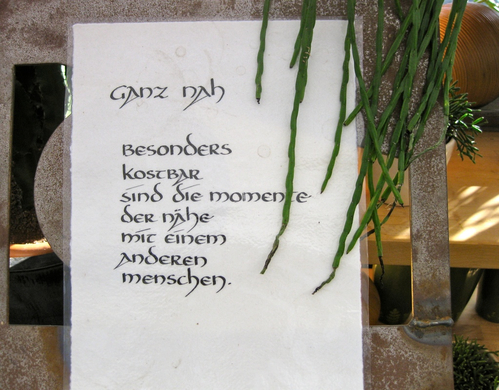 ganz nah
besonders
kostbar
sind die momente
der nähe
mit einem
anderen
menschen.